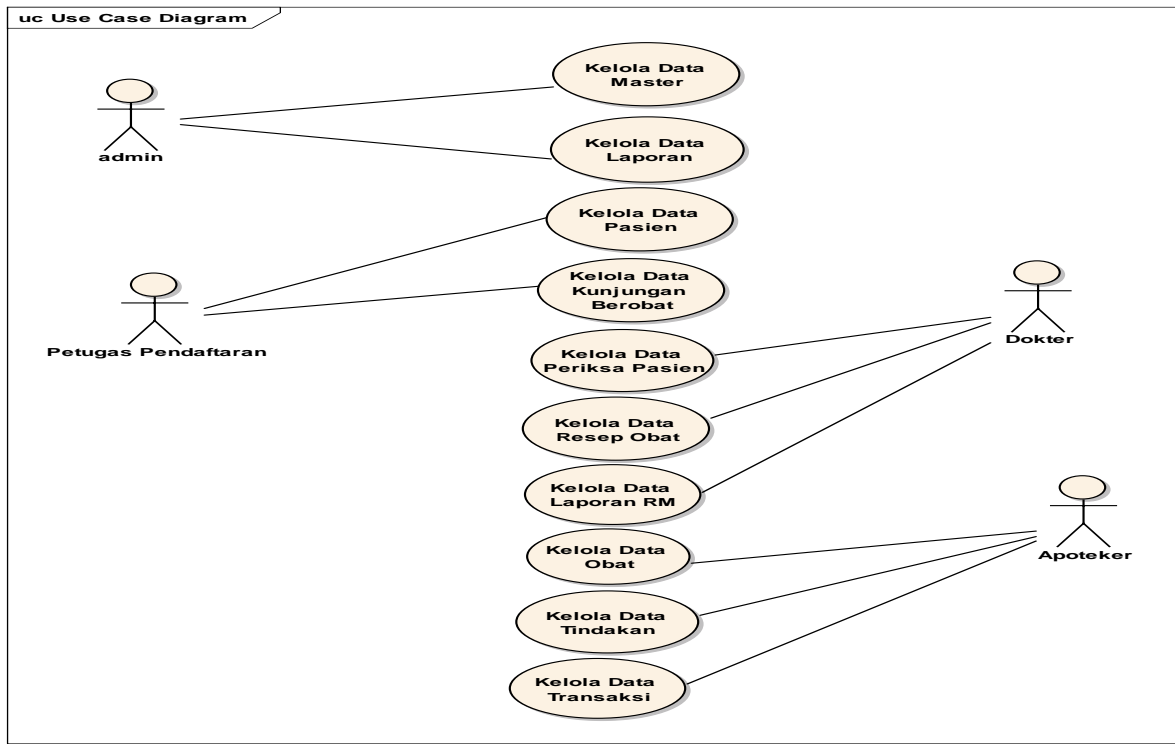 uc Use Case Diagram
admin
Kelola Data
Master
Kelola Data
Laporan
Kelola Data
Pasien
Petugas Pendaftaran
Kelola Data
Kunjungan
Berobat
Dokter
Kelola Data
Periksa Pasien
Kelola Data
Resep Obat
Kelola Data
Laporan RM
Apoteker
Kelola Data
Obat
Kelola Data
Tindakan
Kelola Data
Transaksi